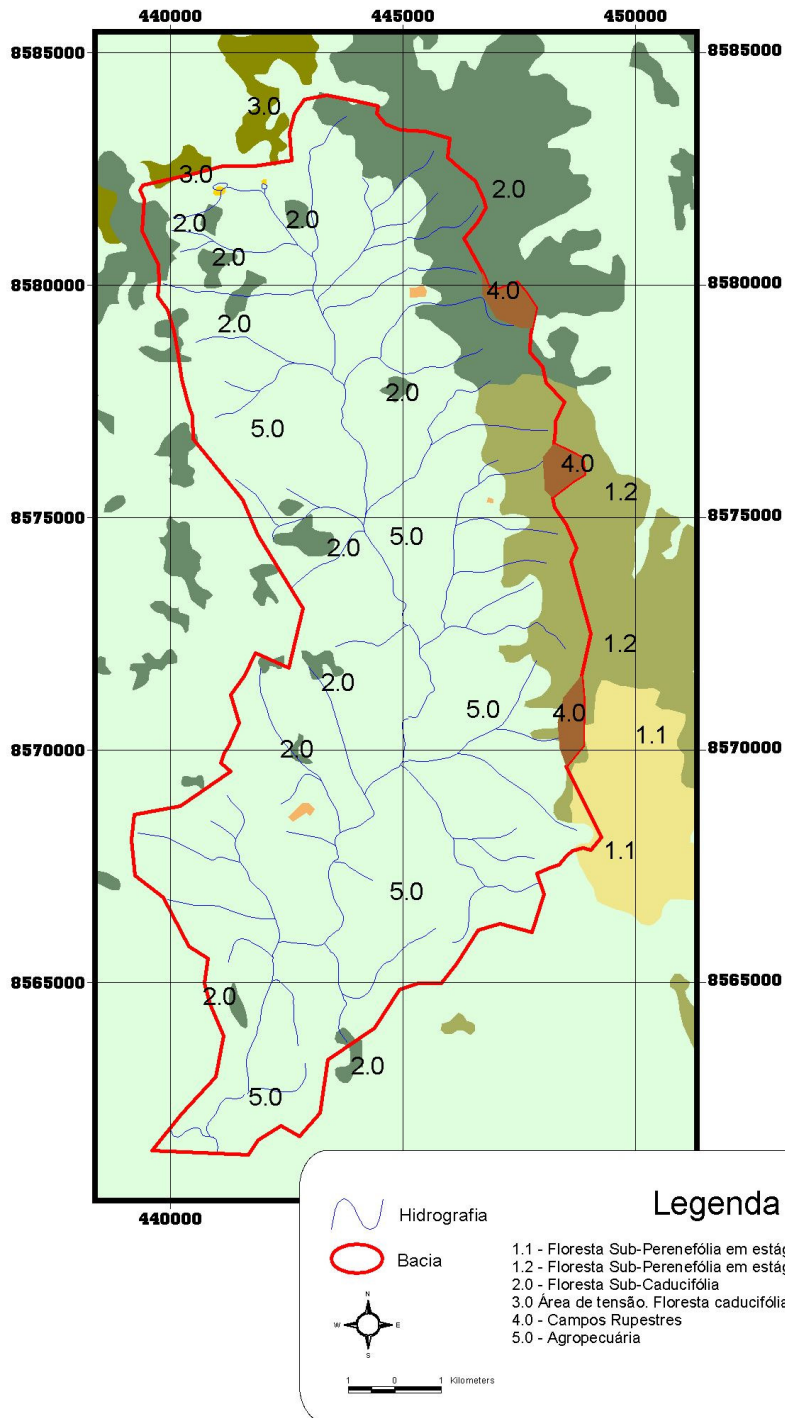 440000 445000 450000
8585000 8585000
3.0
3.0
2.0
2.0
2.0
2.0
8580000 4.0 8580000
2.0
2.0
5.0
4.0
1.2
8575000 8575000
5.0
2.0
1.2
2.0
5.0 4.0
1.1
2.0
8570000 8570000
1.1
5.0
8565000 8565000
2.0
2.0
5.0
440000
Legenda
Hidrografia
Bacia
1.1 - Floresta Sub-Perenefólia em estág
1.2 - Floresta Sub-Perenefólia em estág
2.0 - Floresta Sub-Caducifólia
3.0 Área de tensão. Floresta caducifólia
4.0 - Campos Rupestres
5.0 - Agropecuária
N
W E
S
1 0 1 Kilometers